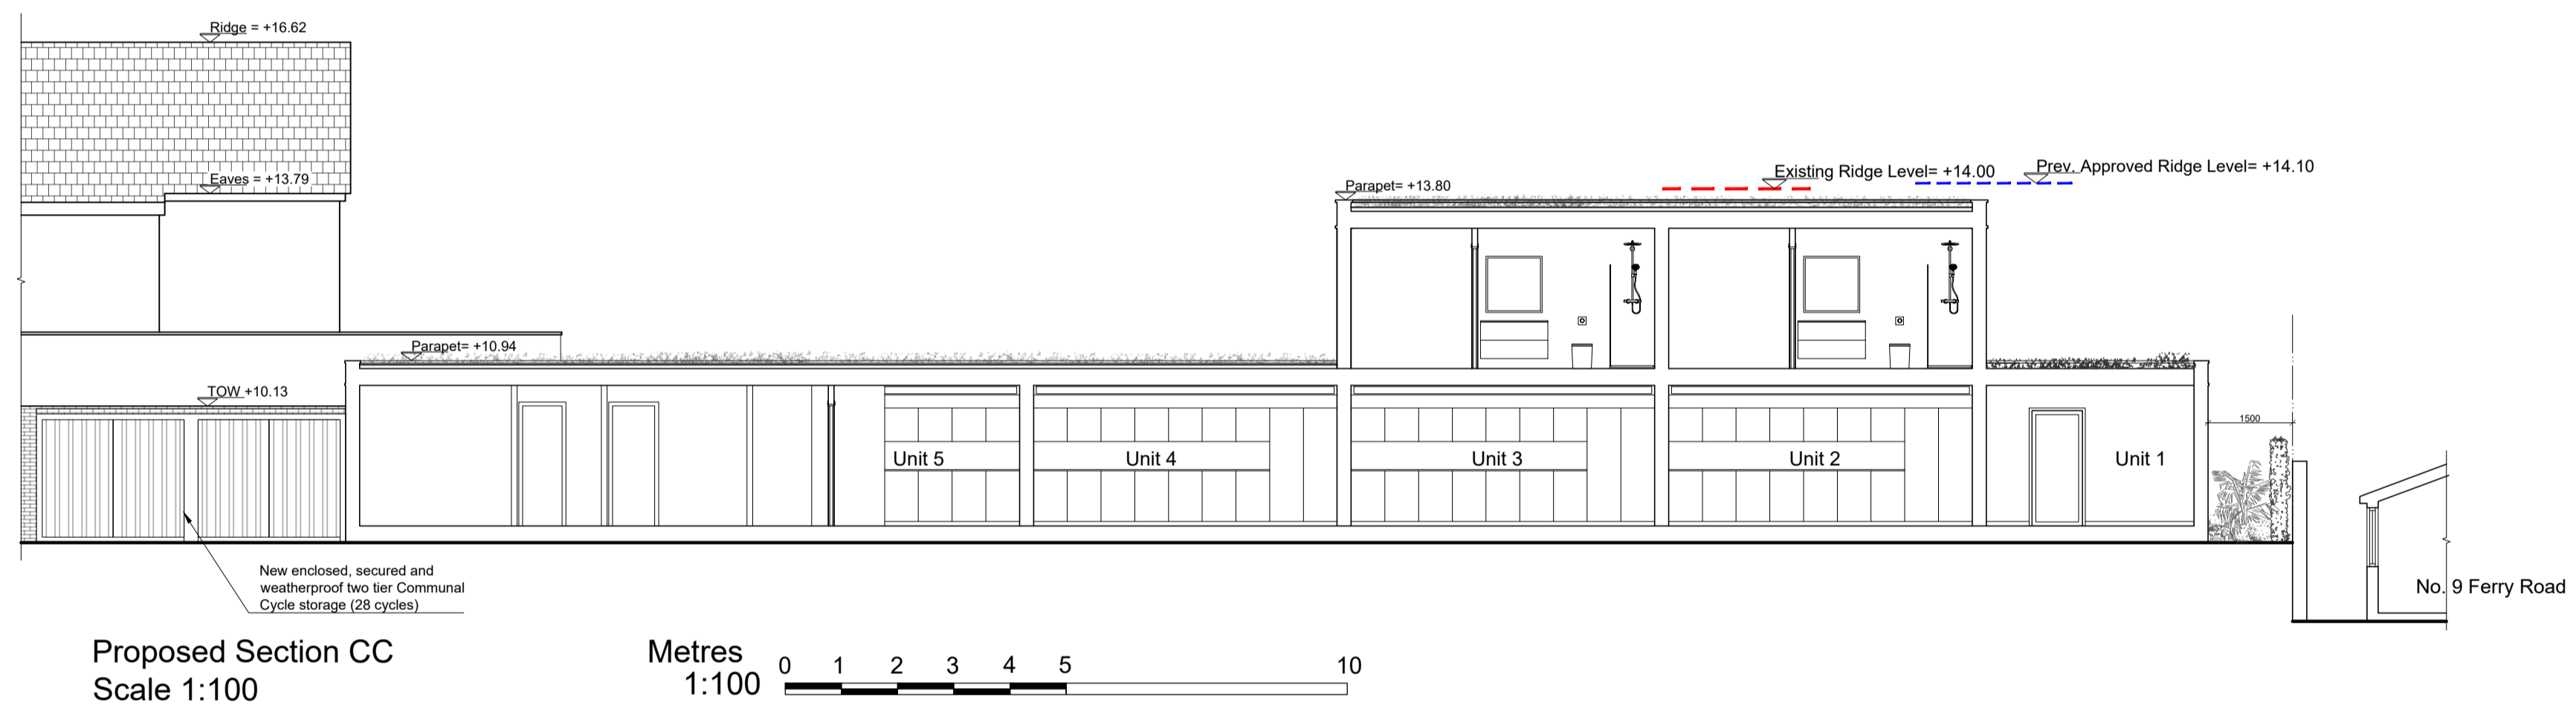 Ridge = +16.62
Eaves = +13.79
Parapet= +13.80
Existing Ridge Level= +14.00
Prev. Approved Ridge Level= +14.10
Parapet= +10.94
TOW +10.13
1500
Unit 5
Unit 4
Unit 3
Unit 2
Unit 1
New enclosed, secured and
weatherproof two tier Communal
Cycle storage (28 cycles)
No. 9 Ferry Road
Proposed Section CC
Scale 1:100
Metres
1:100
0 1 2 3 4 5 10